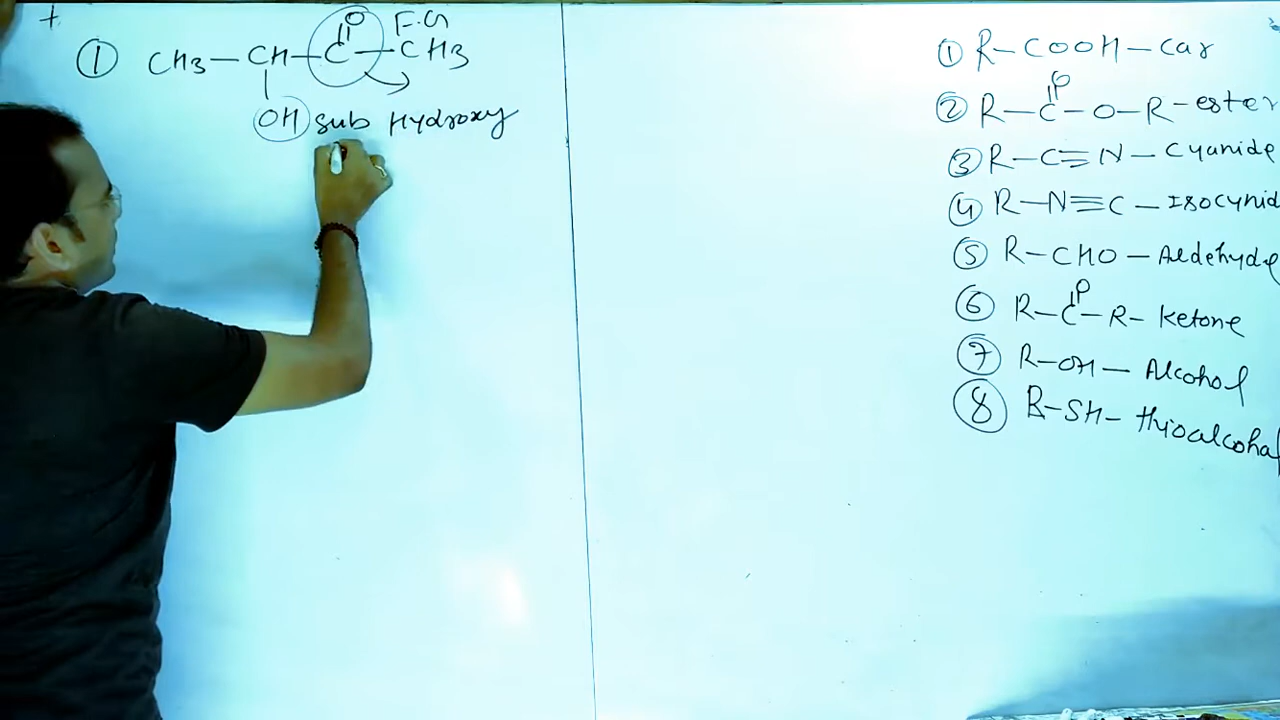 +
O F.G
① CH3—CH—C—CH3
OH sub Hydroxy
① R—COOH—Car
O
② R—C—O—R—ester
③ R—C≡N—Cyanide
④ R—N≡C—Isocynid
⑤ R—CHO—Aldehyde
O
⑥ R—C—R-ketone
⑦ R—OH—Alcohol
⑧ R—SH—thioalcohol